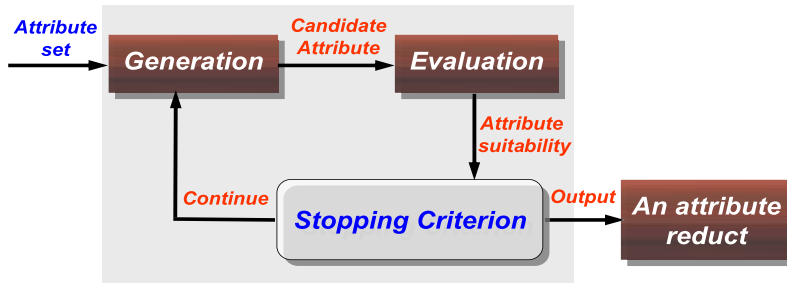 Attribute
set
Generation
Candidate
Attribute
Evaluation
Attribute
suitability
Continue
Stopping Criterion
Output
An attribute
reduct